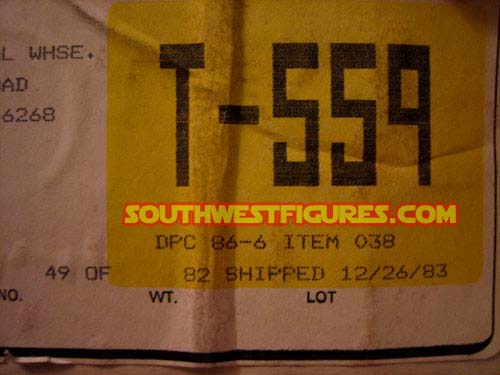 L WHSE.
T-559
AD
6268
SOUTHWESTFIGURES.COM
DPC 86-6 ITEM 038
49 OF 82 SHIPPED 12/26/83
NO. WT. LOT